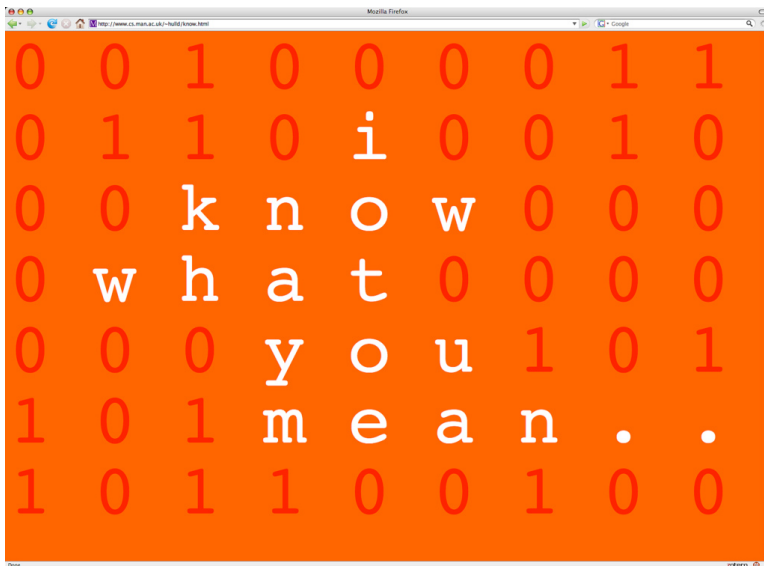 Mozilla Firefox
http://www.cs.man.ac.uk/~hulld/know.html
Google
0 0 1 0 0 0 0 1 1
0 1 1 0 i 0 0 1 0
0 0 k n o w 0 0 0
0 w h a t 0 0 0 0
0 0 0 y o u 1 0 1
1 0 1 m e a n . .
1 0 1 1 0 0 1 0 0
Done
zotero